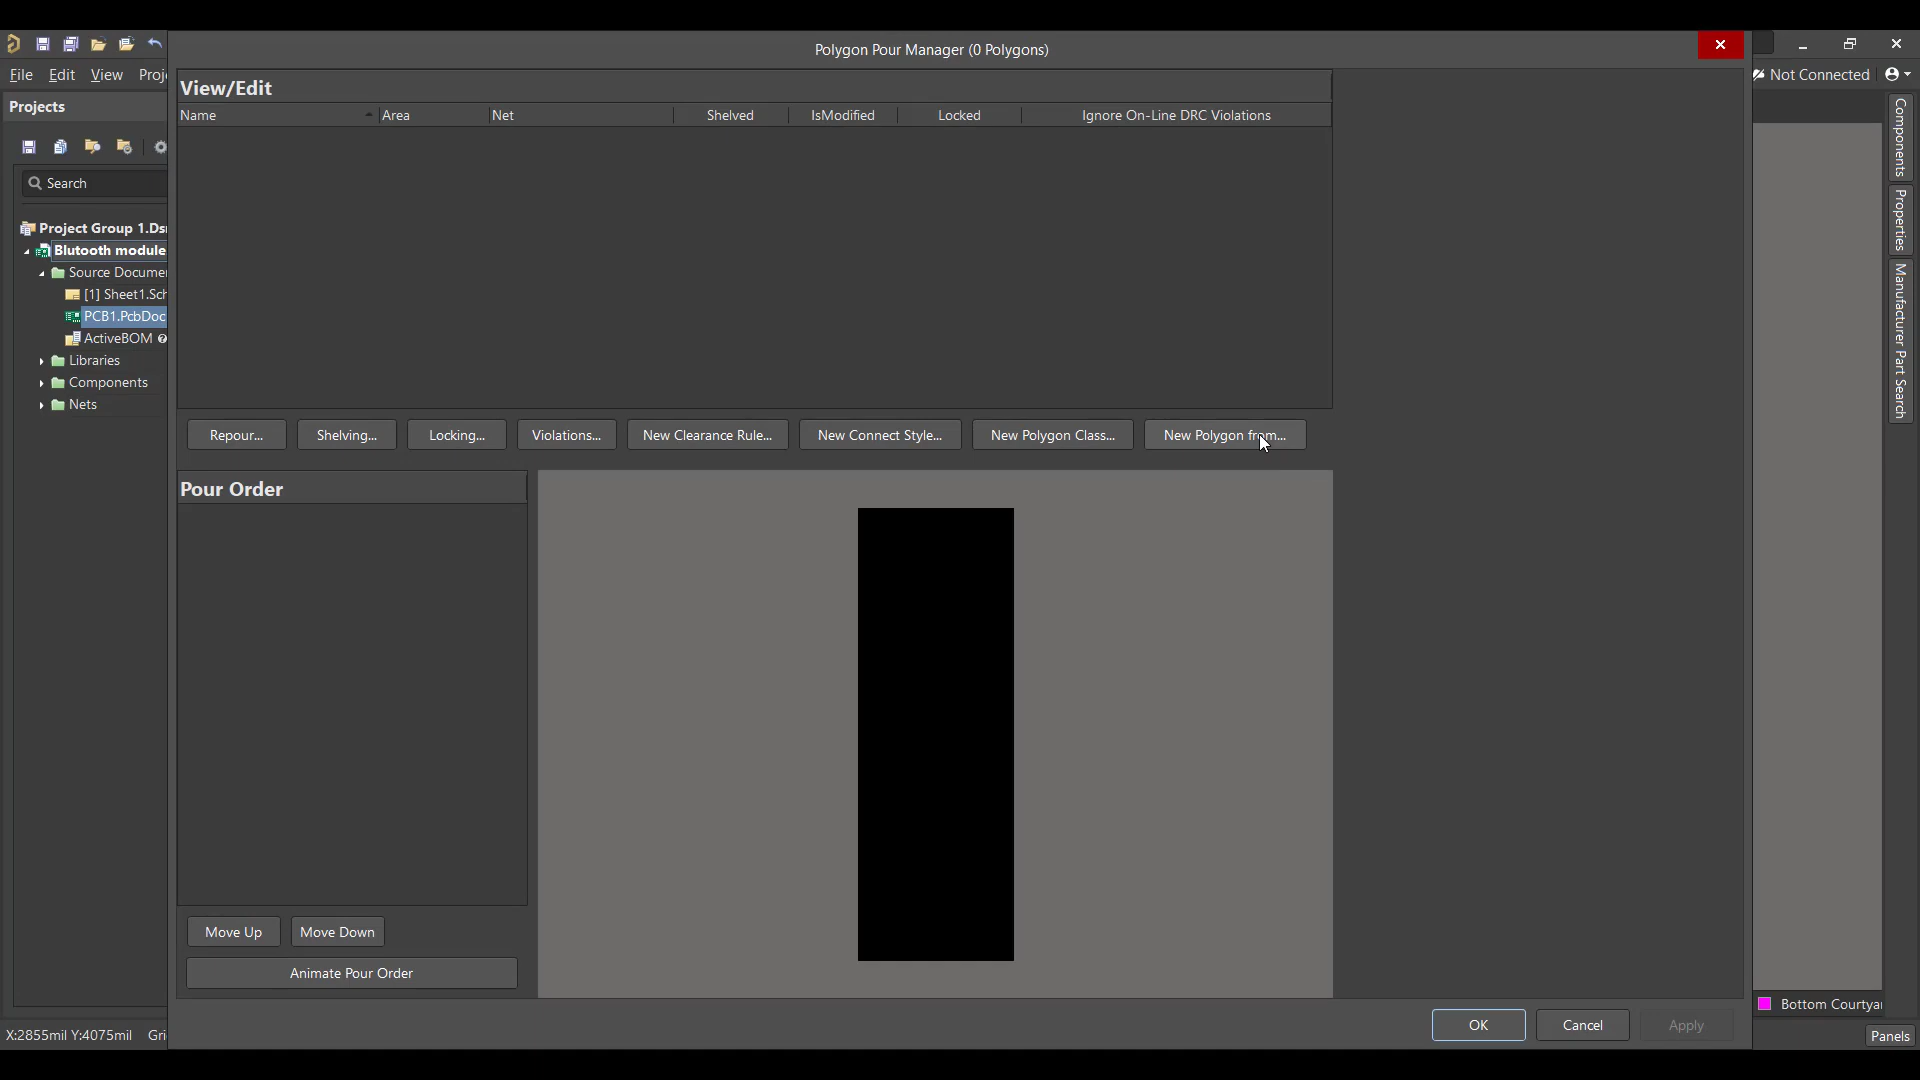 Polygon Pour Manager (0 Polygons)
File Edit View Proj
Not Connected
View/Edit
Projects
Name Area Net Shelved IsModified Locked Ignore On-Line DRC Violations
Components
Search
Properties
Project Group 1.Ds
Blutooth module
Source Documen
Manufacturer Part Search
[1] Sheet1.Sch
PCB1.PcbDoc
ActiveBOM
Libraries
Components
Nets
Repour... Shelving... Locking... Violations... New Clearance Rule... New Connect Style... New Polygon Class... New Polygon from...
Pour Order
Move Up Move Down
Animate Pour Order
Bottom Courtya
OK Cancel Apply
X:2855mil Y:4075mil Gri
Panels